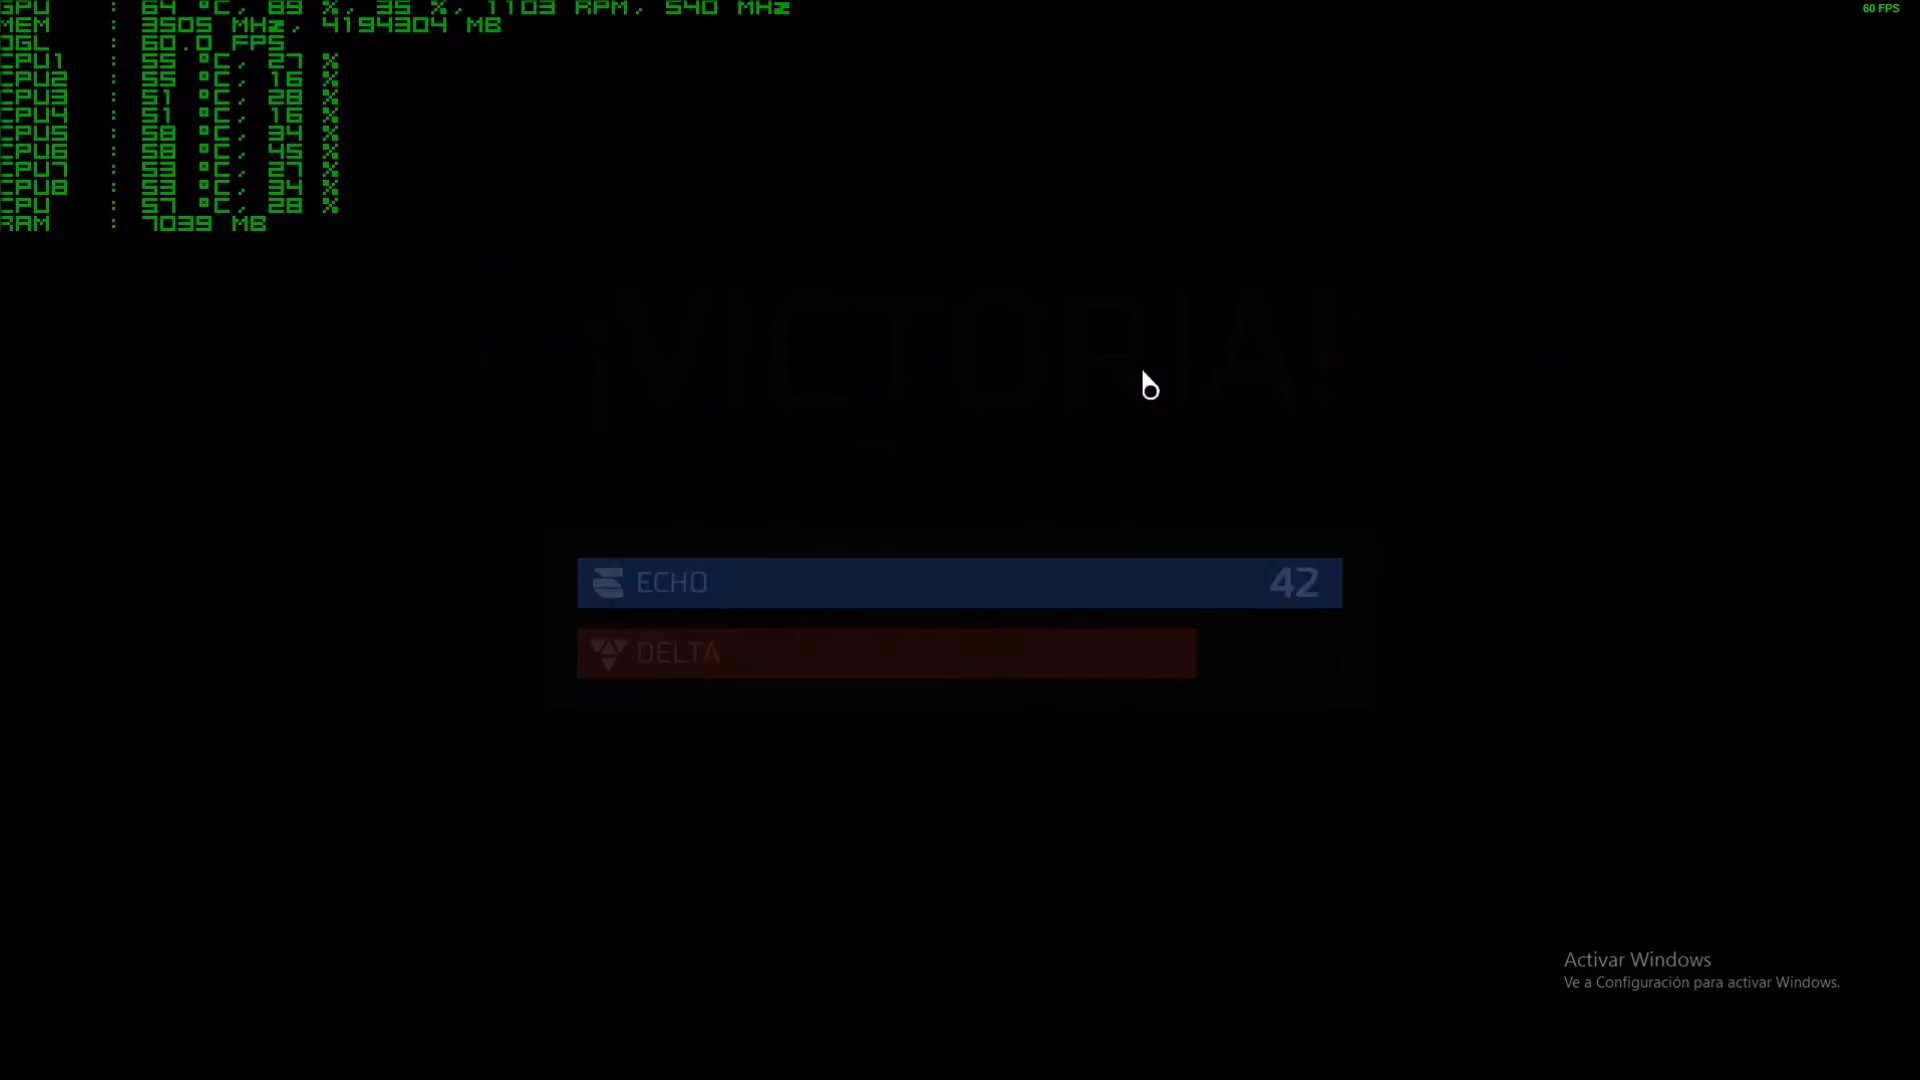 GPU : 64 °C, 89 %, 35 %, 1103 RPM, 540 MHz
MEM : 3505 MHz, 4194304 MB
OGL : 60.0 FPS
CPU1 : 55 °C, 27 %
CPU2 : 55 °C, 16 %
CPU3 : 51 °C, 28 %
CPU4 : 51 °C, 16 %
CPU5 : 58 °C, 34 %
CPU6 : 58 °C, 45 %
CPU7 : 53 °C, 27 %
CPU8 : 53 °C, 34 %
CPU : 57 °C, 28 %
RAM : 7039 MB
60 FPS
¡VICTORIA!
ECHO 42
DELTA
Activar Windows
Ve a Configuración para activar Windows.